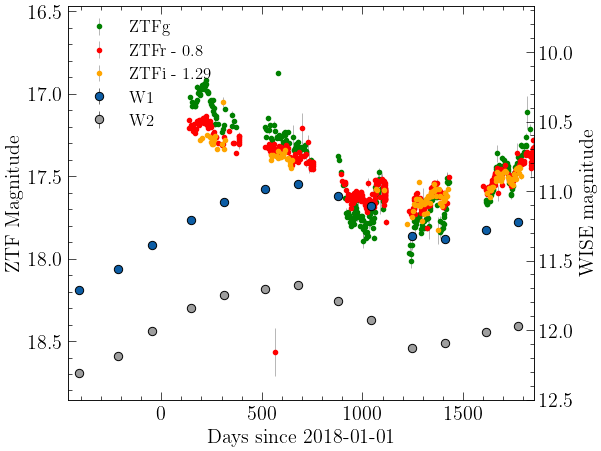 ZTFg
ZTFr - 0.8
ZTFi - 1.29
W1
W2
16.5
17.0
17.5
18.0
18.5
ZTF Magnitude
10.0
10.5
11.0
11.5
12.0
12.5
WISE magnitude
0
500
1000
1500
Days since 2018-01-01